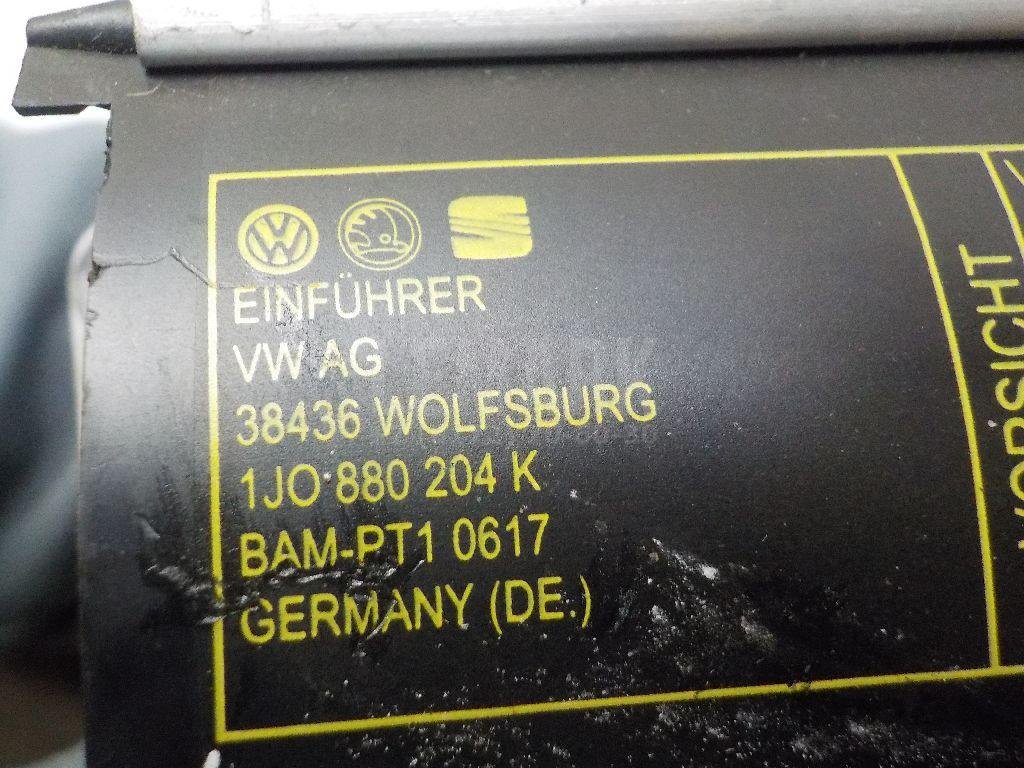 EINFÜHRER
VW AG
38436 WOLFSBURG
1JO 880 204 K
BAM-PT1 0617
GERMANY (DE.)
VORSICHT